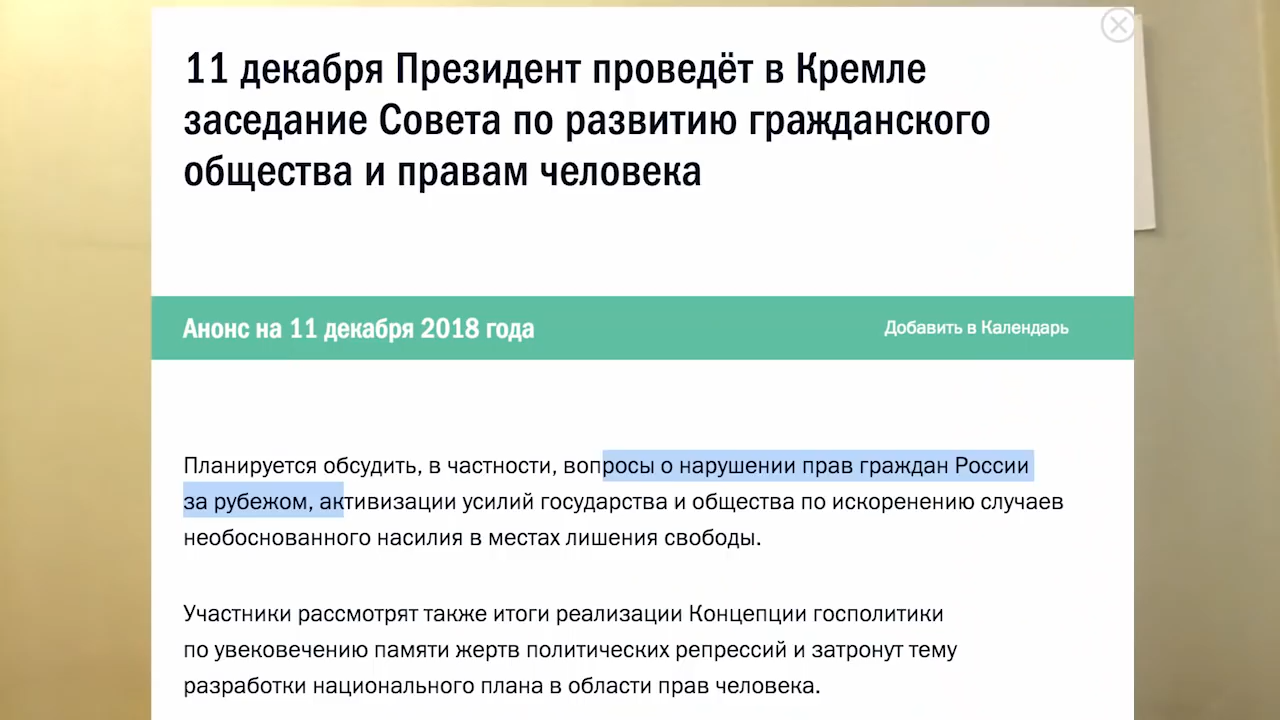 11 декабря Президент проведёт в Кремле
заседание Совета по развитию гражданского
общества и правам человека
Анонс на 11 декабря 2018 года
Добавить в Календарь
Планируется обсудить, в частности, вопросы о нарушении прав граждан России
за рубежом, активизации усилий государства и общества по искоренению случаев
необоснованного насилия в местах лишения свободы.
Участники рассмотрят также итоги реализации Концепции госполитики
по увековечению памяти жертв политических репрессий и затронут тему
разработки национального плана в области прав человека.